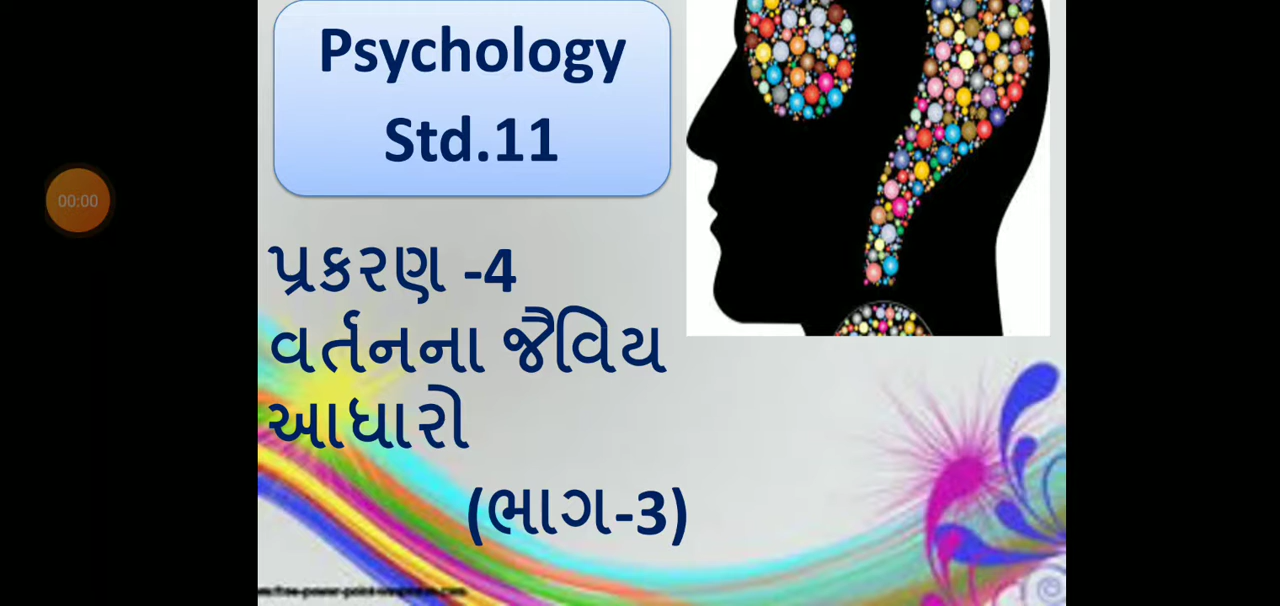 Psychology
Std.11
00:00
પ્રકરણ -4
વર્તનના જૈવિય
આધારો
(ભાગ-3)